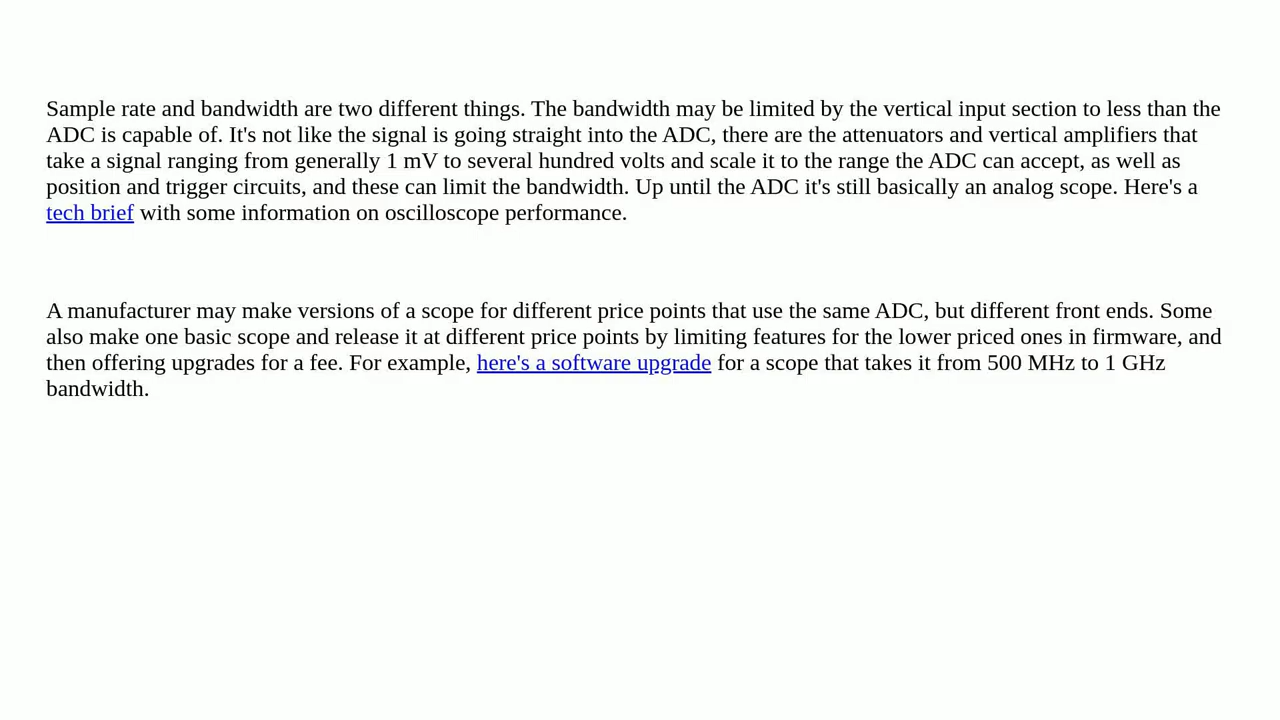 Sample rate and bandwidth are two different things. The bandwidth may be limited by the vertical input section to less than the
ADC is capable of. It's not like the signal is going straight into the ADC, there are the attenuators and vertical amplifiers that
take a signal ranging from generally 1 mV to several hundred volts and scale it to the range the ADC can accept, as well as
position and trigger circuits, and these can limit the bandwidth. Up until the ADC it's still basically an analog scope. Here's a
tech brief with some information on oscilloscope performance.
A manufacturer may make versions of a scope for different price points that use the same ADC, but different front ends. Some
also make one basic scope and release it at different price points by limiting features for the lower priced ones in firmware, and
then offering upgrades for a fee. For example, here's a software upgrade for a scope that takes it from 500 MHz to 1 GHz
bandwidth.